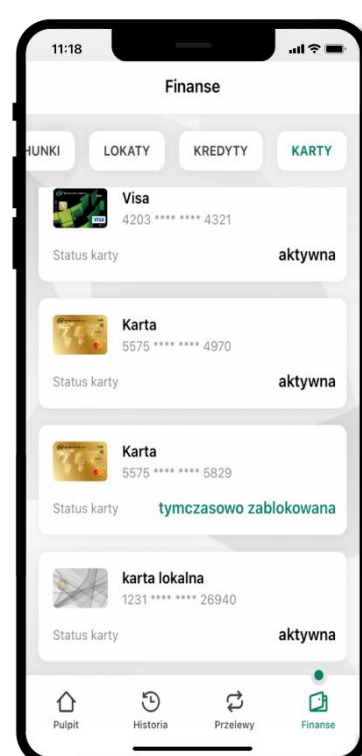 11:18
Finanse
HUNKI LOKATY KREDYTY KARTY
Visa
4203 **** **** 4321
Status karty aktywna
Karta
5575 **** **** 4970
Status karty aktywna
Karta
5575 **** **** 5829
Status karty tymczasowo zablokowana
karta lokalna
1231 **** **** 26940
Status karty aktywna
Pulpit Historia Przelewy Finanse